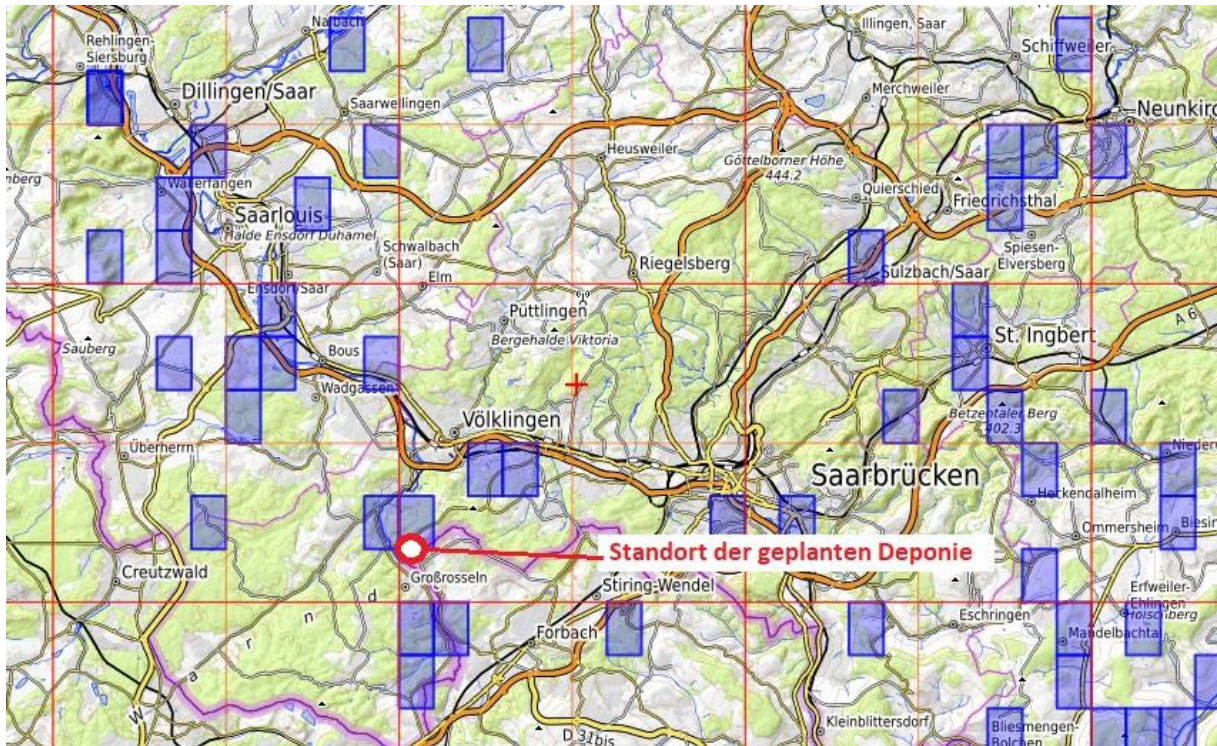 Nalbach
Illingen, Saar
Rehlingen-
Siersburg
Schiffweiler
Dillingen/Saar
Saarwellingen
Merchweiler
Neunkirc
Heusweiler
Göttelborner Höhe
444.2
Wallerfangen
Quierschied
Friedrichsthal
Saarlouis
Halde Ensdorf Duhamel
Schwalbach
(Saar)
Spiesen-
Elversberg
Riegelsberg
Elm
Sulzbach/Saar
Ensdorf/Saar
Püttlingen
A 6
Sauberg
Bergehalde Viktoria
St. Ingbert
Bous
Wadgassen
Völklingen
Betzentaler Berg
402.3
Überherrn
Niederw
Saarbrücken
Heckendalheim
Ommersheim
Biesin
Standort der geplanten Deponie
Creutzwald
Großrosseln
Stiring-Wendel
Erfweiler-
Ehlingen
Eschringen
Forbach
Mandelbachtal
W a r n d
Kleinblittersdorf
Bliesmengen-
Bolchen
D 31bis